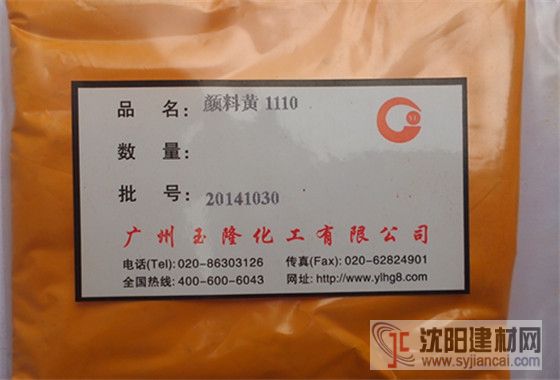 品 名: 颜料黄 1110
数 量:
批 号: 20141030
广州玉隆化工有限公司
电话(Tel): 020-86303126 传真(Fax): 020-62824901
全国热线: 400-600-6043 网址: http://www.ylhg8.com
沈阳建材网
www.syjiancai.com